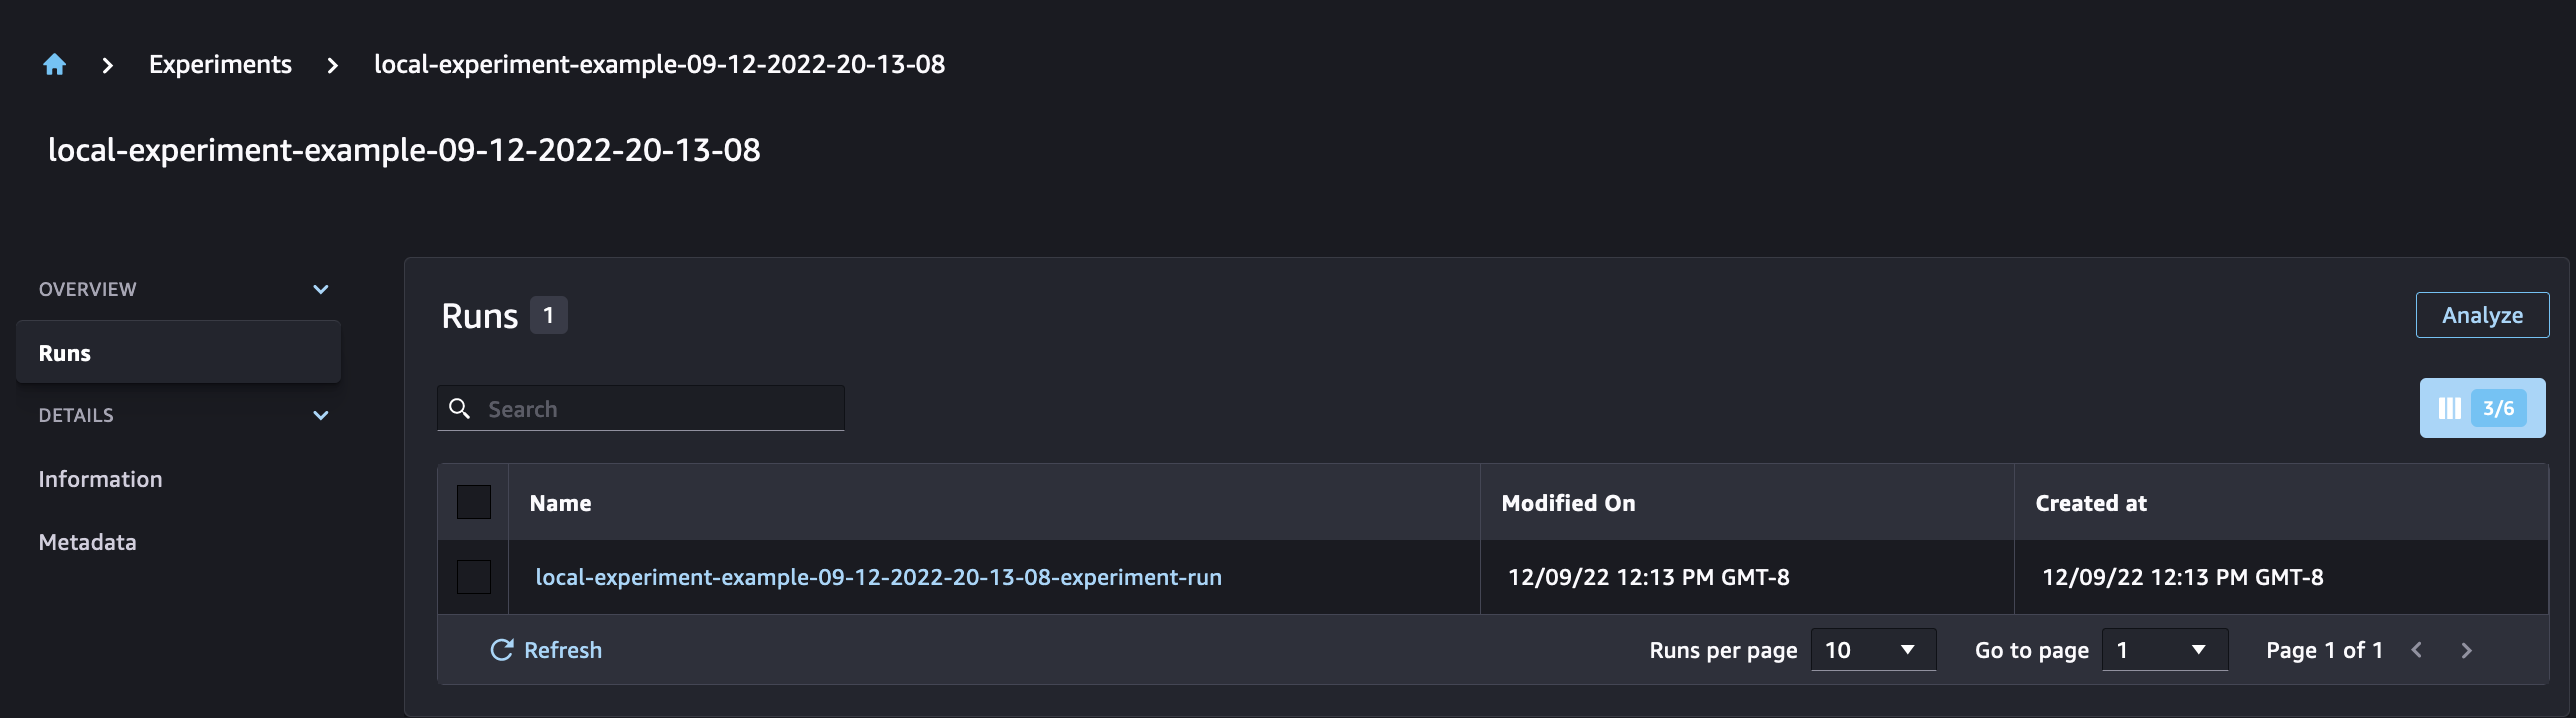 Experiments
local-experiment-example-09-12-2022-20-13-08
local-experiment-example-09-12-2022-20-13-08
OVERVIEW
Runs
DETAILS
Information
Metadata
Runs 1
Analyze
Search
3/6
Name Modified On Created at
local-experiment-example-09-12-2022-20-13-08-experiment-run 12/09/22 12:13 PM GMT-8 12/09/22 12:13 PM GMT-8
Refresh Runs per page 10 Go to page 1 Page 1 of 1